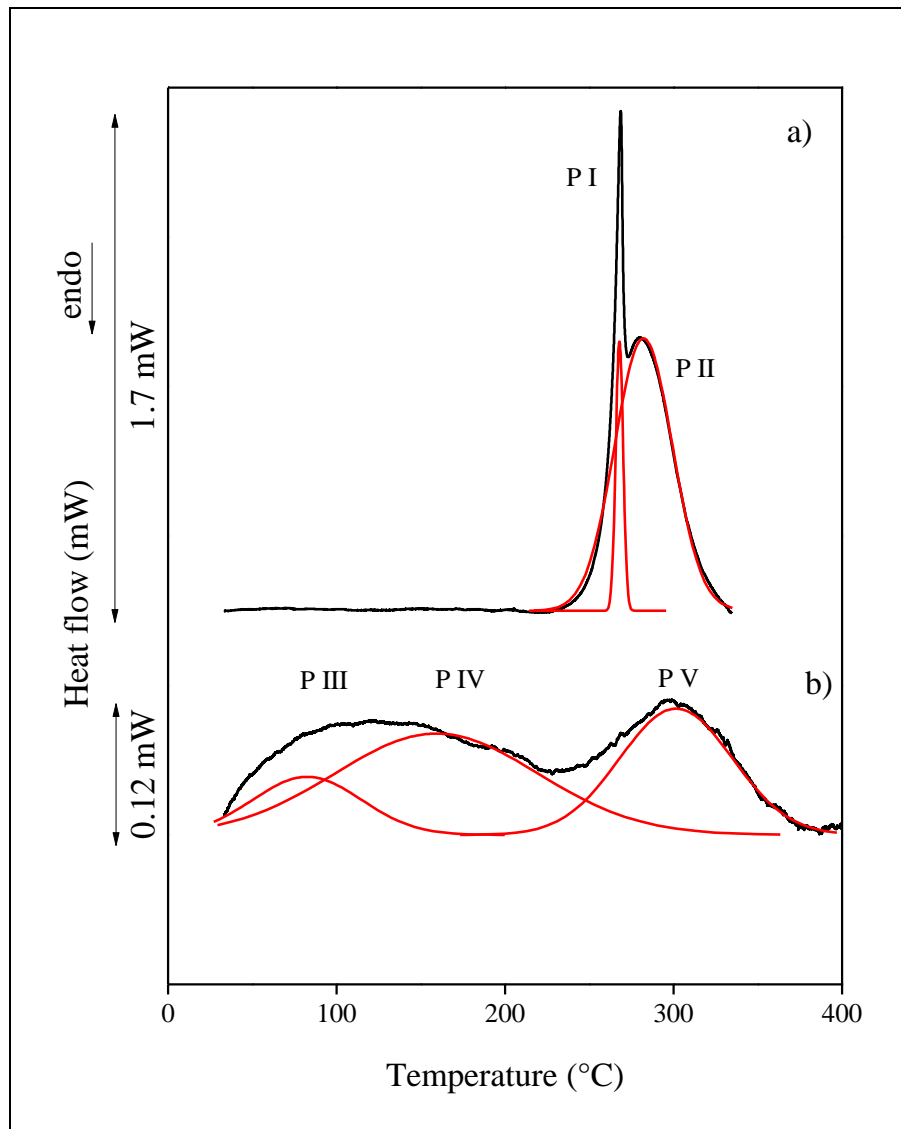 a)
P I
endo
P II
1.7 mW
Heat flow (mW)
P III
P IV
P V
b)
0.12 mW
0
100
200
300
400
Temperature (°C)